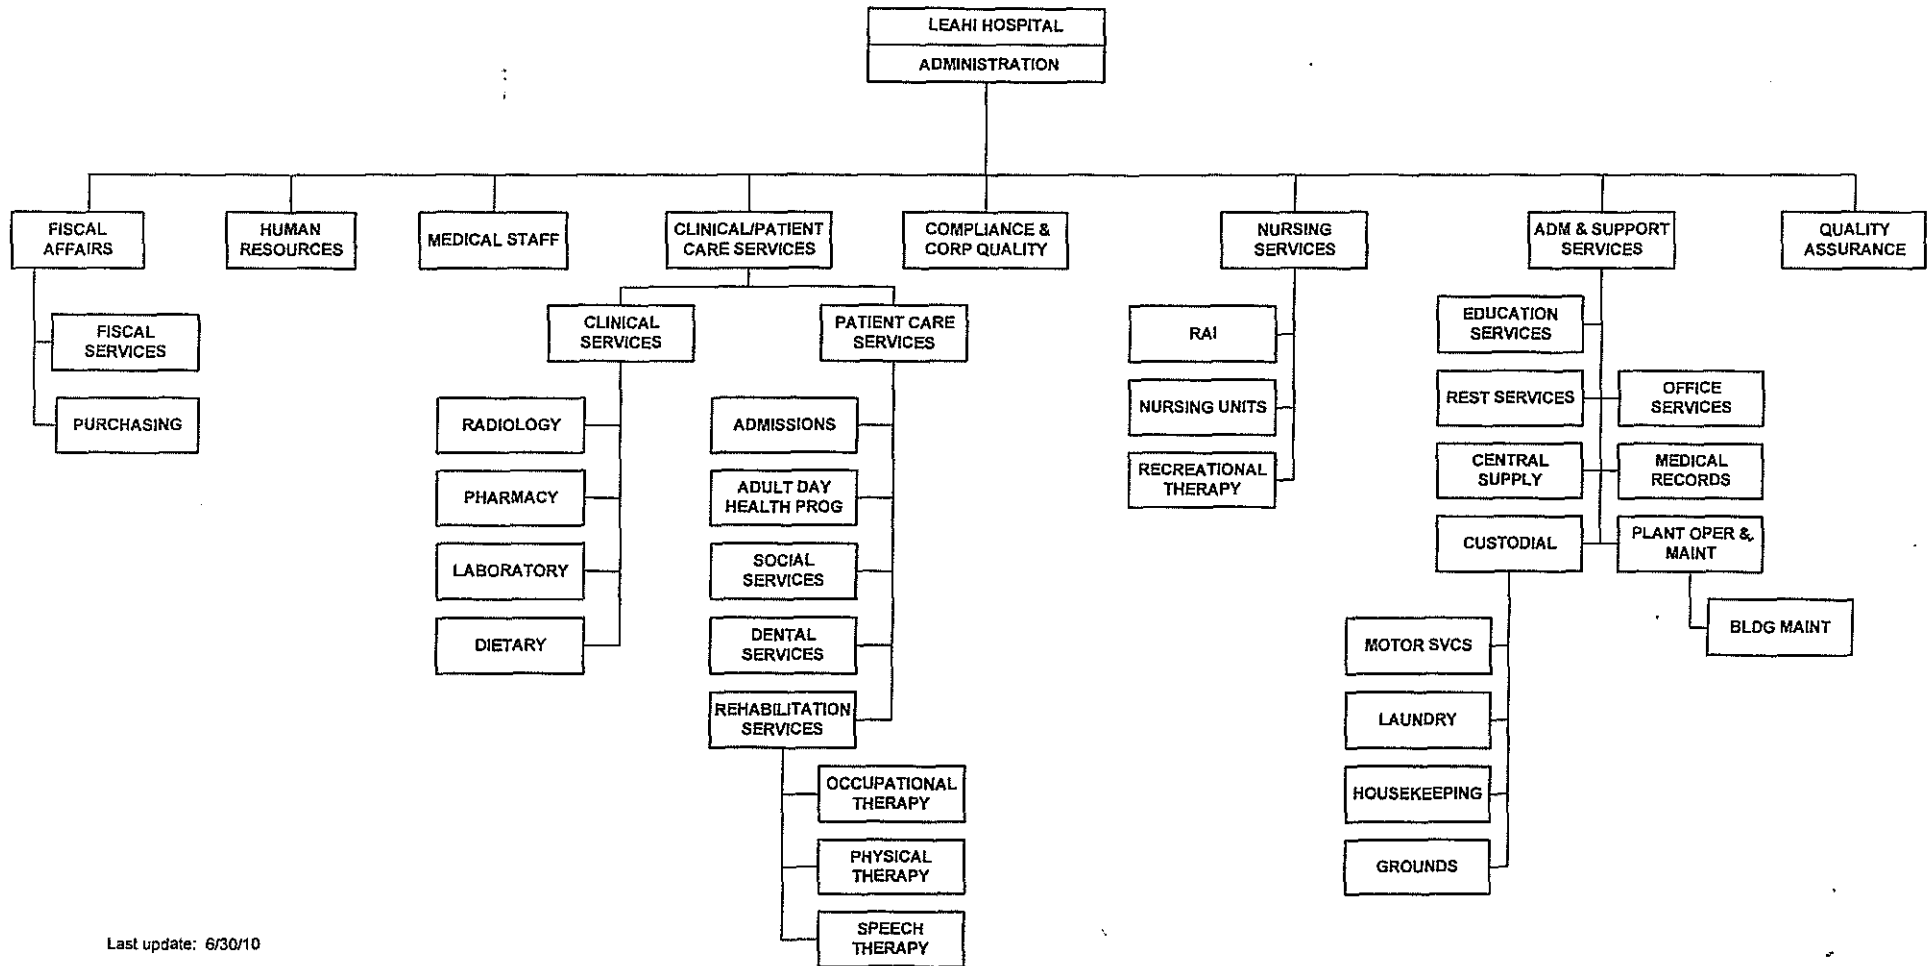 LEAHI HOSPITAL
ADMINISTRATION
FISCAL
AFFAIRS
HUMAN
RESOURCES
MEDICAL STAFF
CLINICAL/PATIENT
CARE SERVICES
COMPLIANCE &
CORP QUALITY
NURSING
SERVICES
ADM & SUPPORT
SERVICES
QUALITY
ASSURANCE
FISCAL
SERVICES
PURCHASING
CLINICAL
SERVICES
RADIOLOGY
PHARMACY
LABORATORY
DIETARY
PATIENT CARE
SERVICES
ADMISSIONS
ADULT DAY
HEALTH PROG
SOCIAL
SERVICES
DENTAL
SERVICES
REHABILITATION
SERVICES
OCCUPATIONAL
THERAPY
PHYSICAL
THERAPY
SPEECH
THERAPY
RAI
NURSING UNITS
RECREATIONAL
THERAPY
EDUCATION
SERVICES
REST SERVICES
OFFICE
SERVICES
CENTRAL
SUPPLY
MEDICAL
RECORDS
CUSTODIAL
PLANT OPER &
MAINT
BLDG MAINT
MOTOR SVCS
LAUNDRY
HOUSEKEEPING
GROUNDS
Last update: 6/30/10